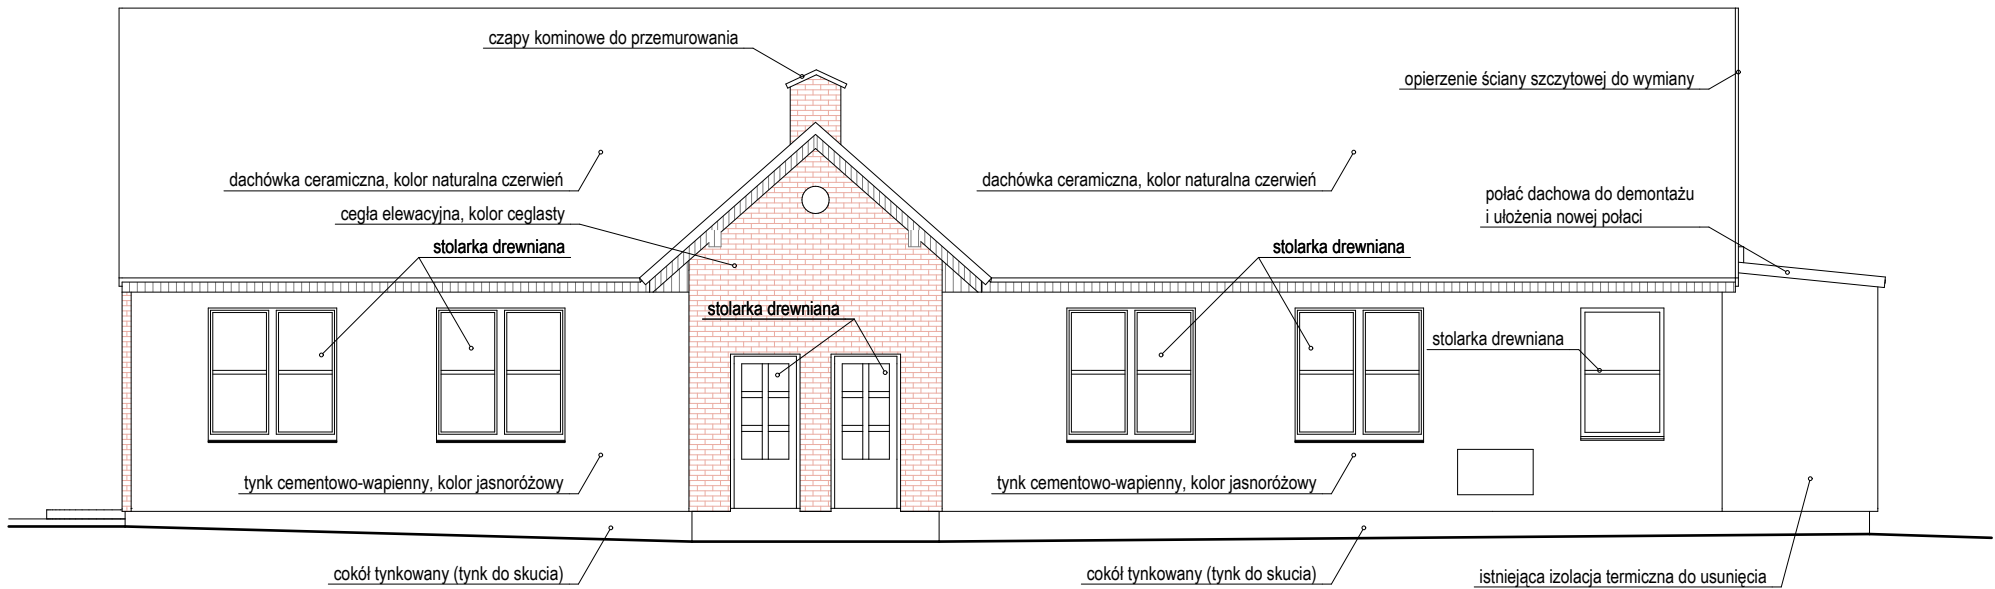 czapy kominowe do przemurowania
opierzenie ściany szczytowej do wymiany
dachówka ceramiczna, kolor naturalna czerwień
dachówka ceramiczna, kolor naturalna czerwień
połać dachowa do demontażu
i ułożenia nowej połaci
cegła elewacyjna, kolor ceglasty
stolarka drewniana
stolarka drewniana
stolarka drewniana
stolarka drewniana
tynk cementowo-wapienny, kolor jasnoróżowy
tynk cementowo-wapienny, kolor jasnoróżowy
cokół tynkowany (tynk do skucia)
cokół tynkowany (tynk do skucia)
istniejąca izolacja termiczna do usunięcia